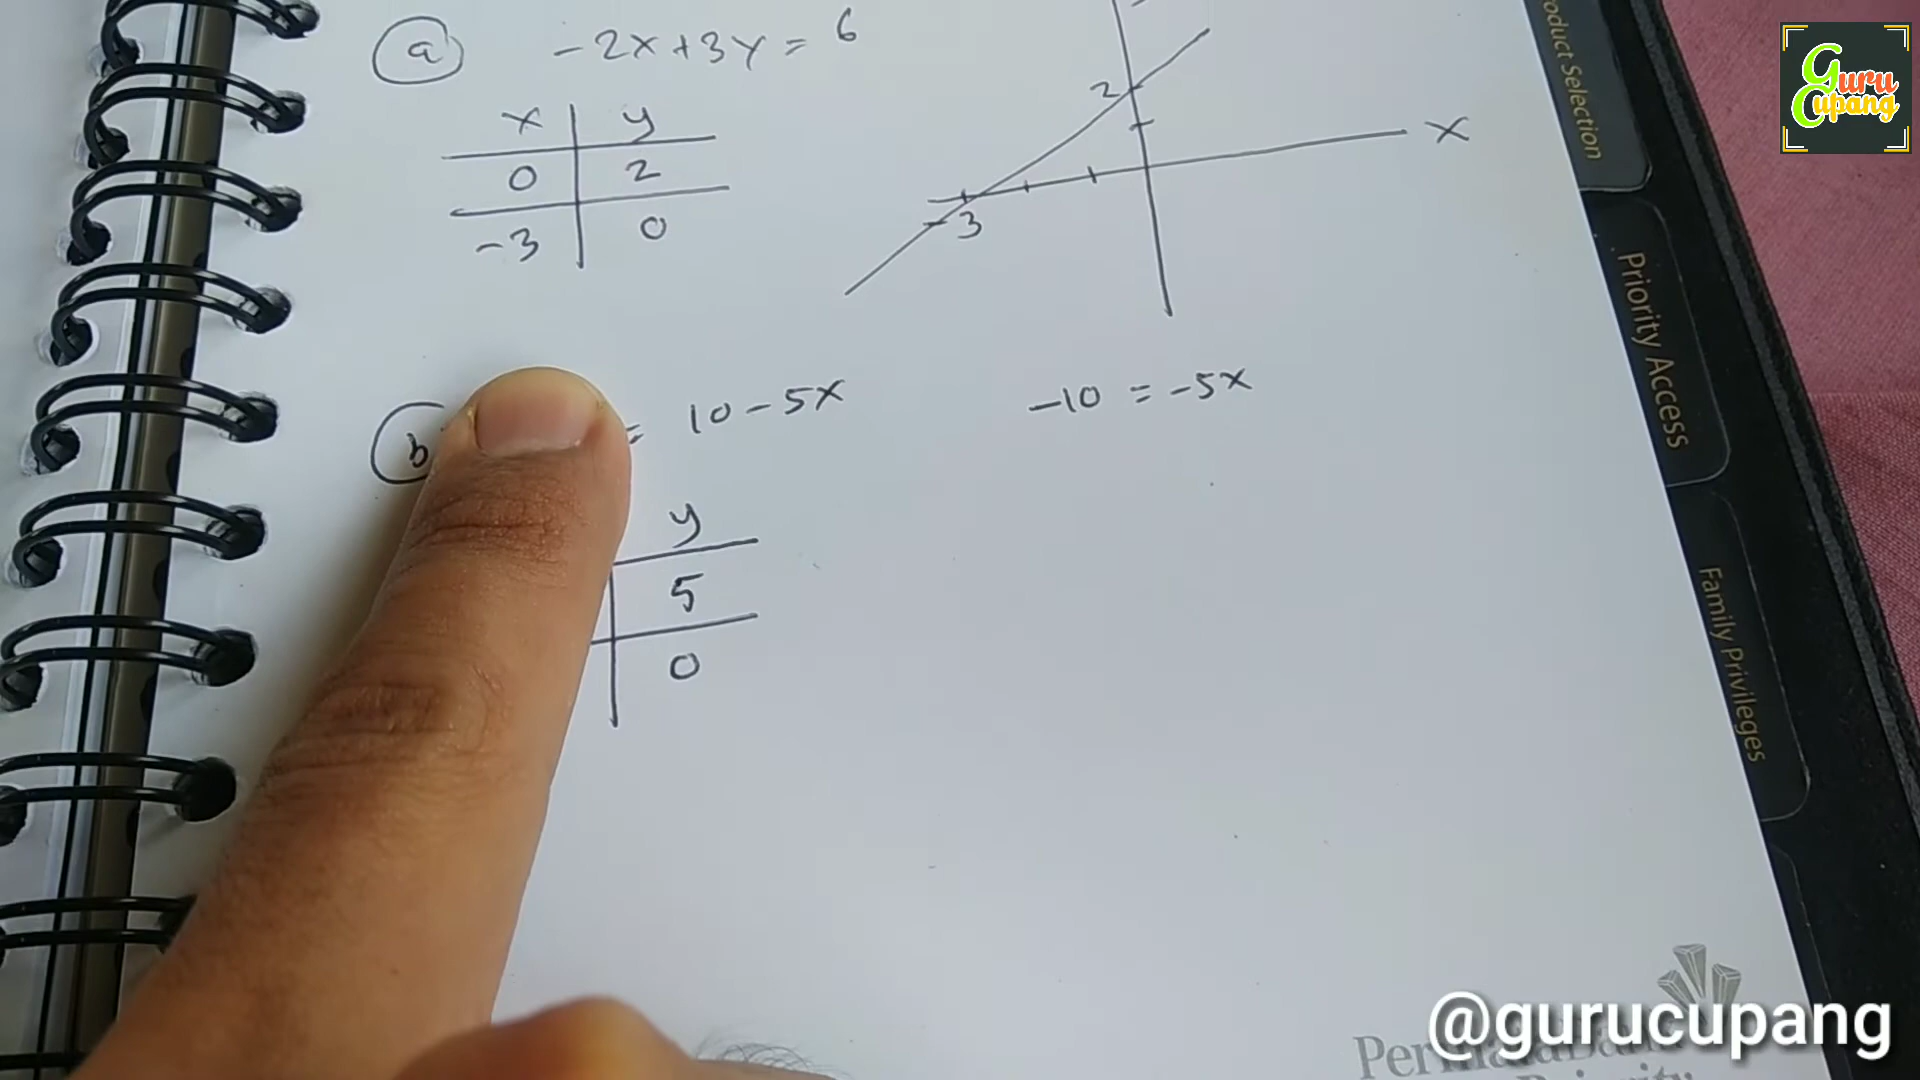 a -2x+3y = 6
x y
0 2
-3 0
2
-3
x
b = 10-5x
-10 = -5x
y
5
0
Product Selection
Priority Access
Family Privileges
Guru
Cupang
@gurucupang